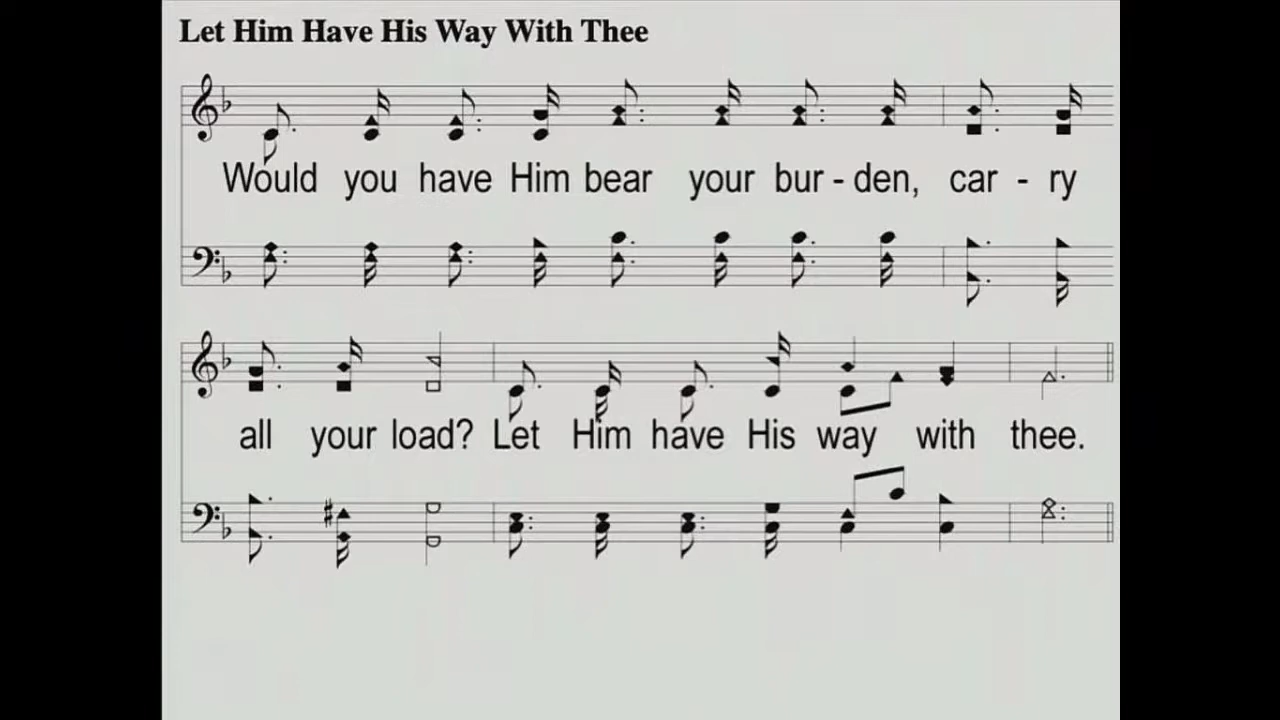 Let Him Have His Way With Thee
Would you have Him bear your bur - den, car - ry
all your load? Let Him have His way with thee.